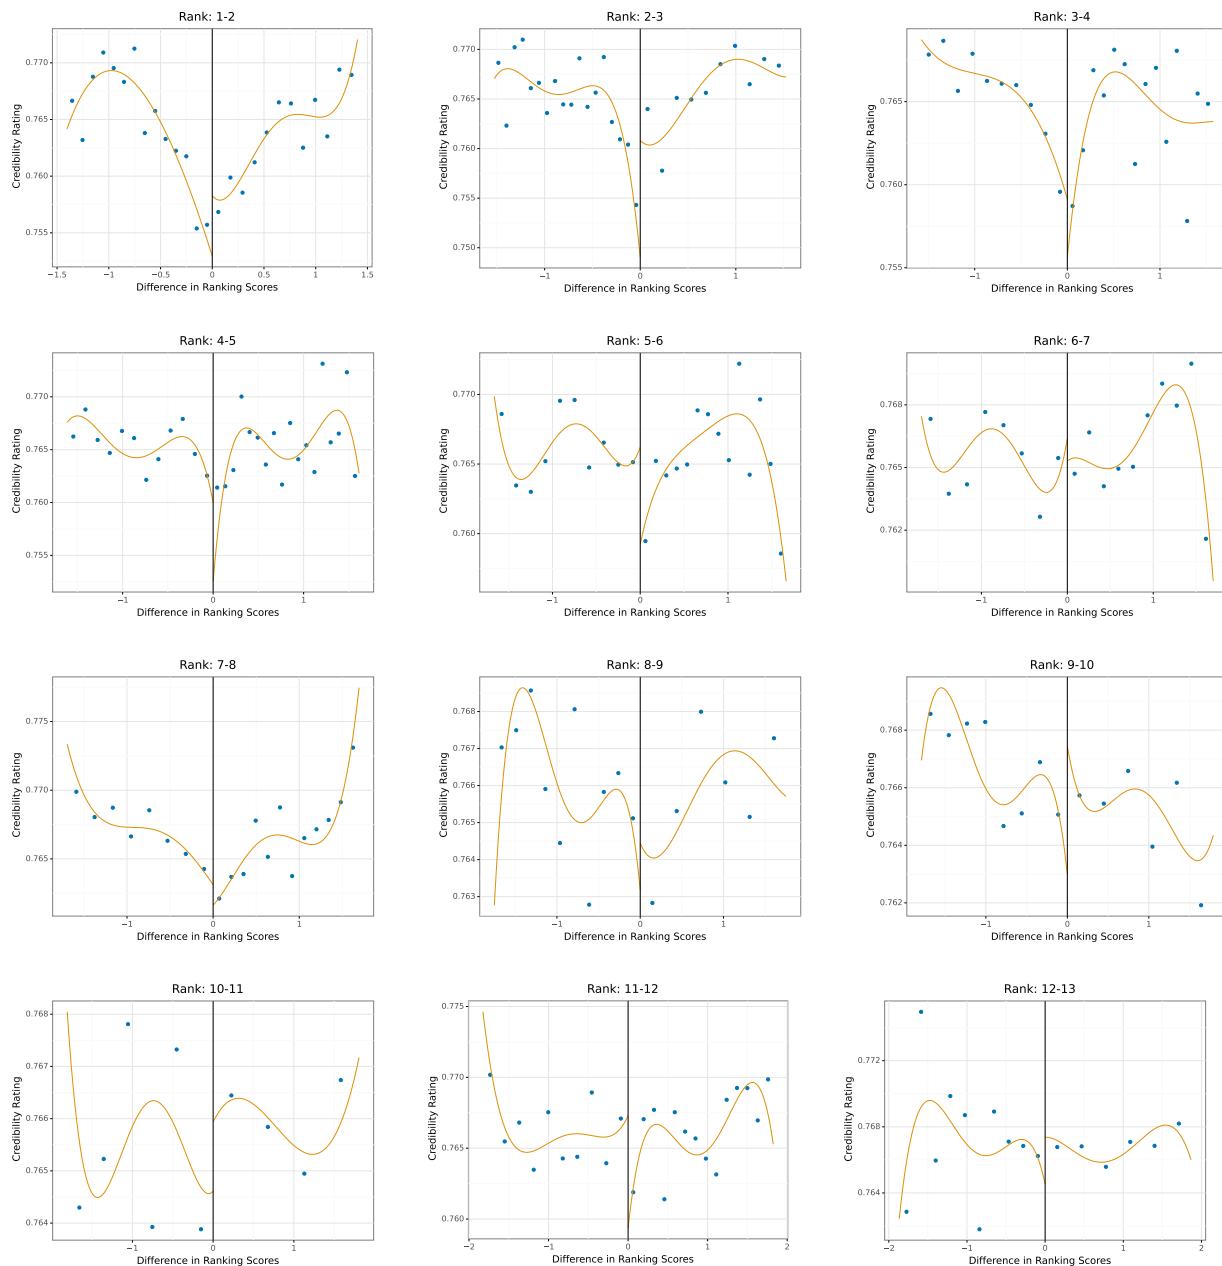 Rank: 1-2
Rank: 2-3
Rank: 3-4
Credibility Rating
0.770
0.765
0.760
0.755
−1.5
−1
−0.5
0
0.5
1
1.5
Difference in Ranking Scores
Credibility Rating
0.770
0.765
0.760
0.755
0.750
−1
0
1
Difference in Ranking Scores
Credibility Rating
0.765
0.760
0.755
−1
0
1
Difference in Ranking Scores
Rank: 4-5
Rank: 5-6
Rank: 6-7
Credibility Rating
0.770
0.765
0.760
0.755
−1
0
1
Difference in Ranking Scores
Credibility Rating
0.770
0.765
0.760
−1
0
1
Difference in Ranking Scores
Credibility Rating
0.768
0.765
0.762
−1
0
1
Difference in Ranking Scores
Rank: 7-8
Rank: 8-9
Rank: 9-10
Credibility Rating
0.775
0.770
0.765
−1
0
1
Difference in Ranking Scores
Credibility Rating
0.768
0.767
0.766
0.765
0.764
0.763
−1
0
1
Difference in Ranking Scores
Credibility Rating
0.768
0.766
0.764
0.762
−1
0
1
Difference in Ranking Scores
Rank: 10-11
Rank: 11-12
Rank: 12-13
Credibility Rating
0.768
0.767
0.766
0.765
0.764
−1
0
1
Difference in Ranking Scores
Credibility Rating
0.775
0.770
0.765
0.760
−2
−1
0
1
2
Difference in Ranking Scores
Credibility Rating
0.772
0.768
0.764
−2
−1
0
1
2
Difference in Ranking Scores